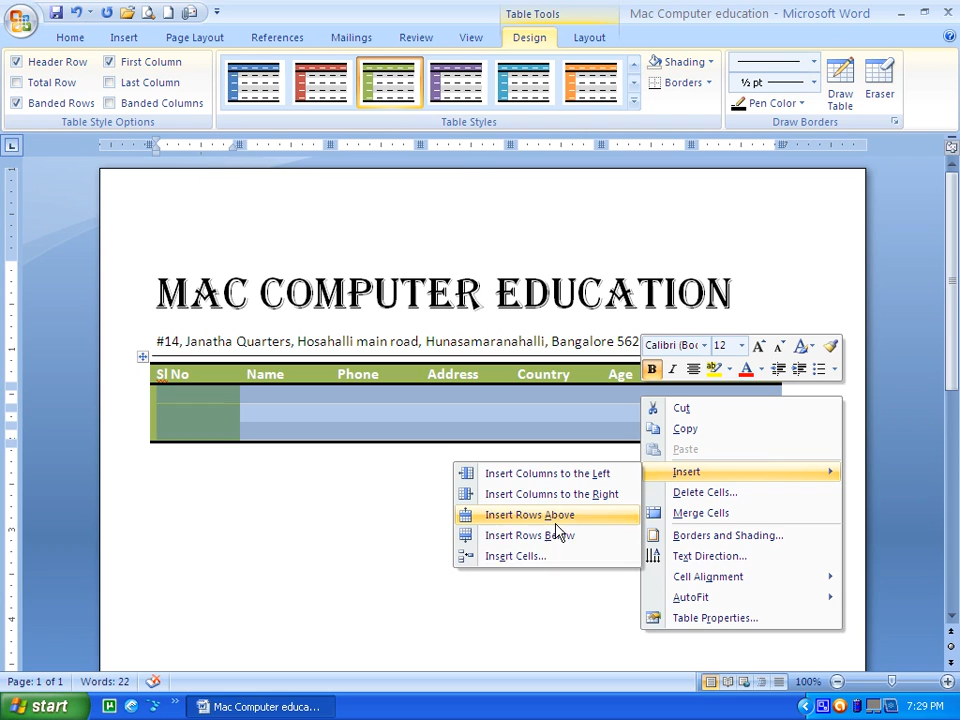 Table Tools
Mac Computer education - Microsoft Word
Home
Insert
Page Layout
References
Mailings
Review
View
Design
Layout
Header Row
First Column
Total Row
Last Column
Banded Rows
Banded Columns
Table Style Options
Table Styles
Shading
Borders
½ pt
Pen Color
Draw Table
Eraser
Draw Borders
MAC COMPUTER EDUCATION
#14, Janatha Quarters, Hosahalli main road, Hunasamaranahalli, Bangalore 562
Sl No Name Phone Address Country Age
Calibri (Boc 12
Cut
Copy
Paste
Insert
Delete Cells...
Merge Cells
Borders and Shading...
Text Direction...
Cell Alignment
AutoFit
Table Properties...
Insert Columns to the Left
Insert Columns to the Right
Insert Rows Above
Insert Rows Below
Insert Cells...
Page: 1 of 1
Words: 22
100%
start
Mac Computer educa...
7:29 PM